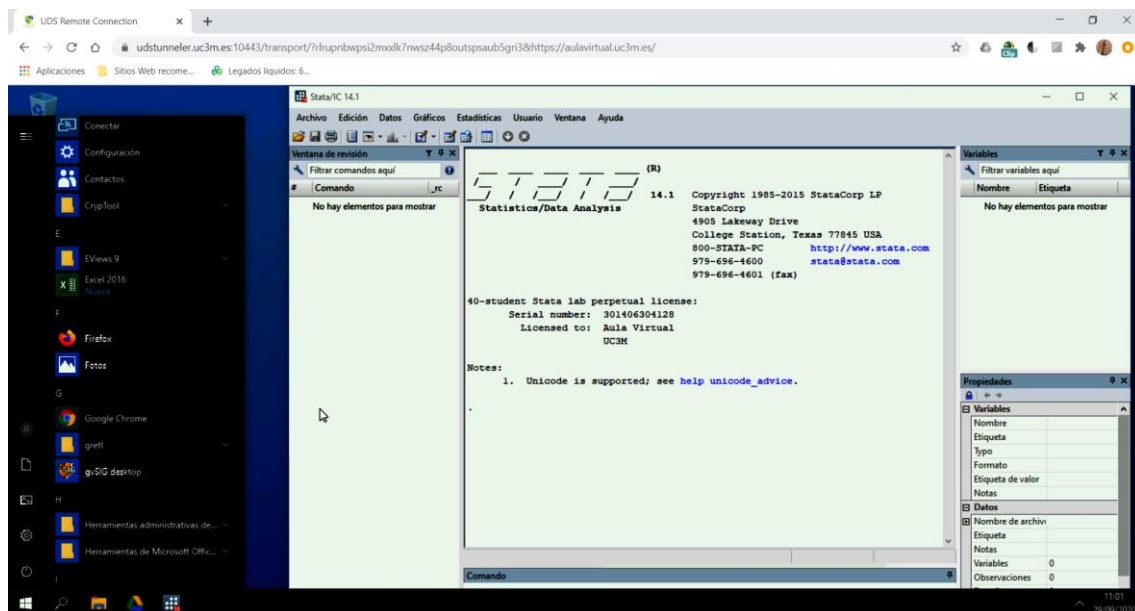 UDS Remote Connection
udstunneler.uc3m.es:10443/transport/?rlrupnbwpsi2mxxlk7nwsz44p8outspsaub5gri3&https://aulavirtual.uc3m.es/
Clip
Aplicaciones
Sitios Web recome...
Legados líquidos: 6...
Conectar
Configuración
Contactos
CrypTool
E
EViews 9
Excel 2016
Nueva
F
Firefox
Fotos
G
Google Chrome
gretl
gvSIG desktop
H
Herramientas administrativas de...
Herramientas de Microsoft Offic...
I
Stata/IC 14.1
Archivo Edición Datos Gráficos Estadísticas Usuario Ventana Ayuda
Ventana de revisión
Filtrar comandos aquí
# Comando _rc
No hay elementos para mostrar
(R)
14.1 Copyright 1985-2015 StataCorp LP
Statistics/Data Analysis StataCorp
4905 Lakeway Drive
College Station, Texas 77845 USA
800-STATA-PC http://www.stata.com
979-696-4600 stata@stata.com
979-696-4601 (fax)
40-student Stata lab perpetual license:
Serial number: 301406304128
Licensed to: Aula Virtual
UC3M
Notes:
1. Unicode is supported; see help unicode_advice.
.
Comando
Variables
Filtrar variables aquí
Nombre Etiqueta
No hay elementos para mostrar
Propiedades
Variables
Nombre
Etiqueta
Typo
Formato
Etiqueta de valor
Notas
Datos
Nombre de archivo
Etiqueta
Notas
Variables 0
Observaciones 0
11:01